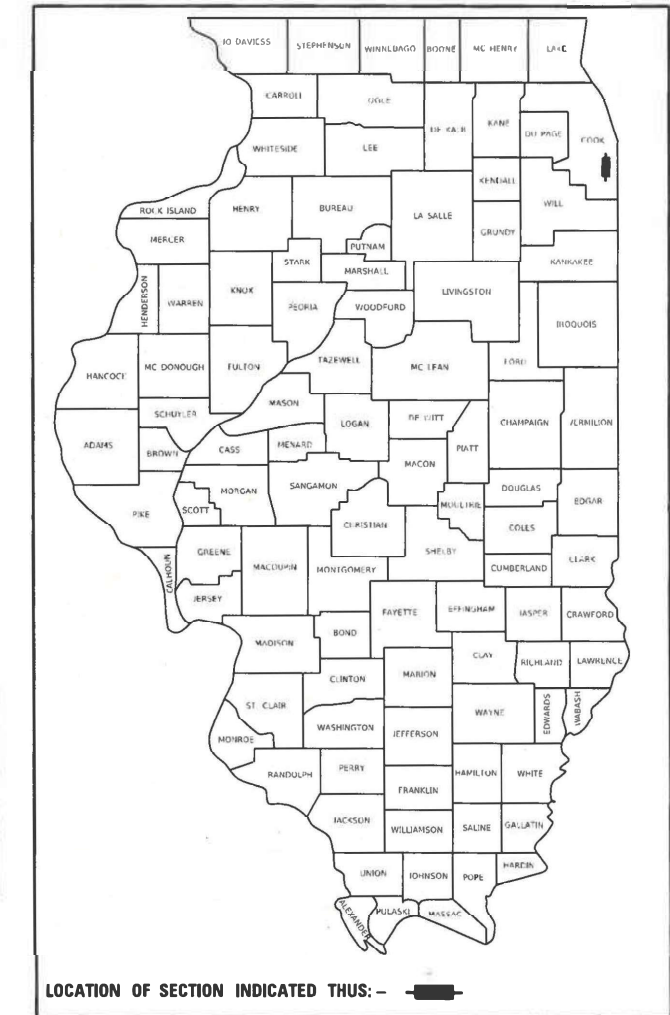 JO DAVIESS STEPHENSON WINNEBAGO BOONE MC HENRY LAKE
CARROLL OGLE DE KALB KANE DU PAGE COOK
WHITESIDE LEE KENDALL
ROCK ISLAND HENRY BUREAU LA SALLE GRUNDY WILL
MERCER STARK PUTNAM KANKAKEE
HENDERSON WARREN KNOX PEORIA MARSHALL LIVINGSTON
WOODFORD IROQUOIS
HANCOCK MC DONOUGH FULTON TAZEWELL MC LEAN FORD
MASON
ADAMS SCHUYLER LOGAN DE WITT CHAMPAIGN VERMILION
BROWN CASS MENARD MACON PIATT
PIKE SCOTT MORGAN SANGAMON DOUGLAS EDGAR
CHRISTIAN MOULTRIE COLES
CALHOUN GREENE MACOUPIN MONTGOMERY SHELBY CUMBERLAND CLARK
JERSEY FAYETTE EFFINGHAM JASPER CRAWFORD
MADISON BOND
CLINTON MARION CLAY RICHLAND LAWRENCE
ST. CLAIR WASHINGTON JEFFERSON WAYNE EDWARDS WABASH
MONROE
RANDOLPH PERRY FRANKLIN HAMILTON WHITE
JACKSON WILLIAMSON SALINE GALLATIN
UNION JOHNSON POPE HARDIN
ALEXANDER PULASKI MASSAC
LOCATION OF SECTION INDICATED THUS: –